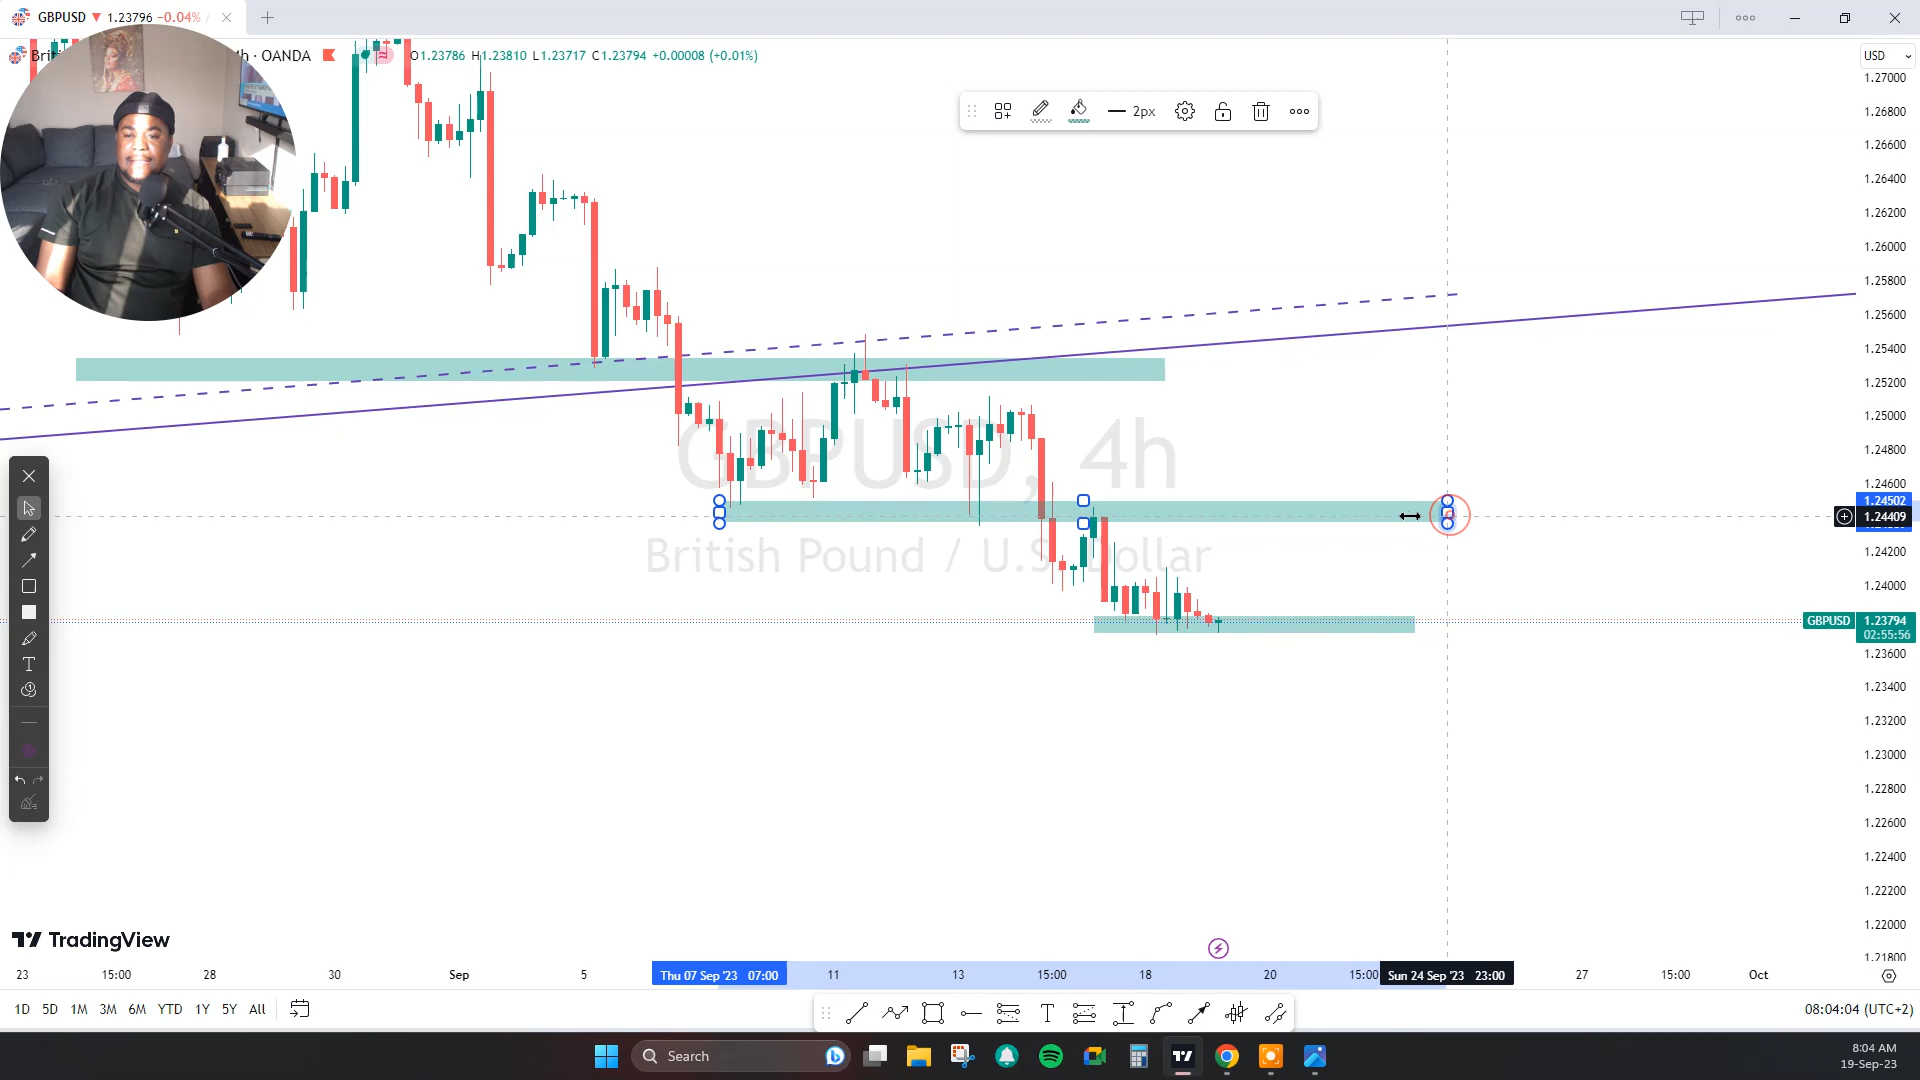 GBPUSD 1.23796 −0.04% /
Brit h · OANDA O1.23786 H1.23810 L1.23717 C1.23794 +0.00008 (+0.01%)
USD
1.27000
2px
1.26800
1.26600
1.26400
1.26200
1.26000
1.25800
1.25600
1.25400
1.25200
1.25000
1.24800
1.24600
GBPUSD, 4h
1.24502
1.24409
British Pound / U.S. Dollar
1.24200
1.24000
GBPUSD 1.23794
02:55:56
1.23600
1.23400
1.23200
1.23000
1.22800
1.22600
1.22400
1.22200
1.22000
1.21800
TradingView
23 15:00 28 30 Sep 5 Thu 07 Sep '23 07:00 11 13 15:00 18 20 15:00 Sun 24 Sep '23 23:00 27 15:00 Oct
1D 5D 1M 3M 6M YTD 1Y 5Y All
T
08:04:04 (UTC+2)
Search
8:04 AM
19-Sep-23